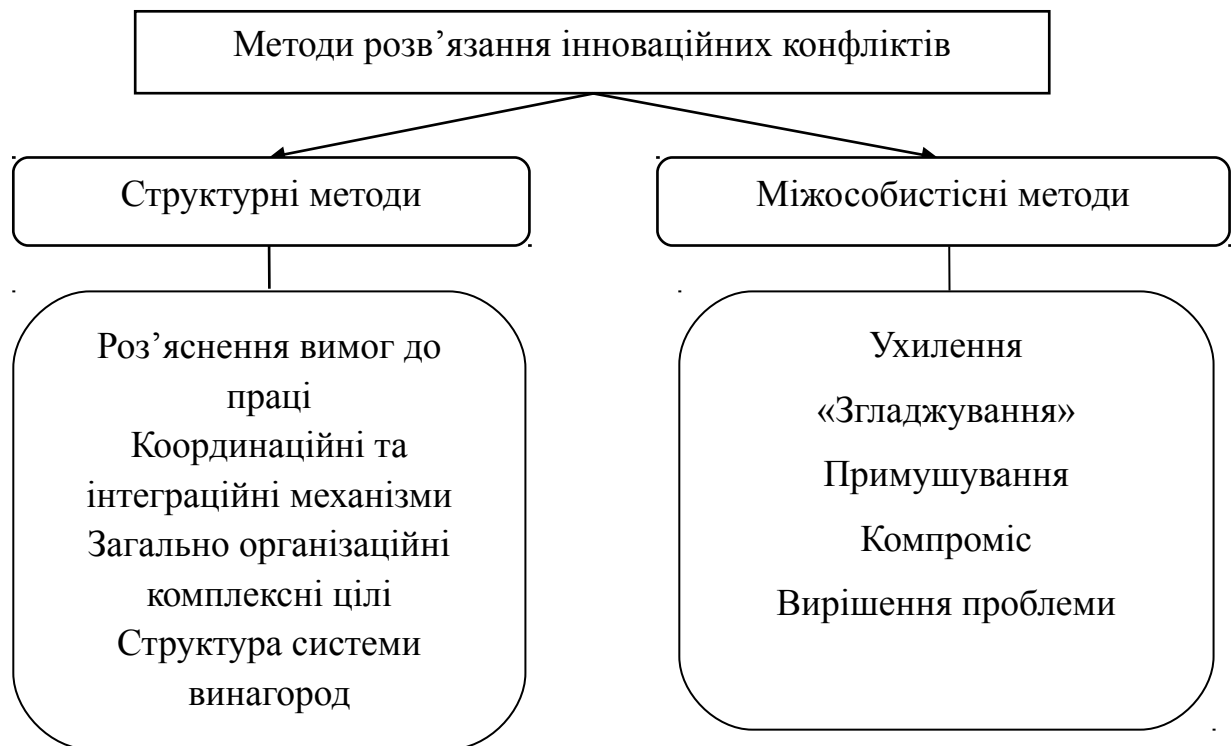 Методи розв’язання інноваційних конфліктів
Структурні методи
Міжособистісні методи
Роз’яснення вимог до
праці
Координаційні та
інтеграційні механізми
Загально організаційні
комплексні цілі
Структура системи
винагород
Ухилення
«Згладжування»
Примушування
Компроміс
Вирішення проблеми